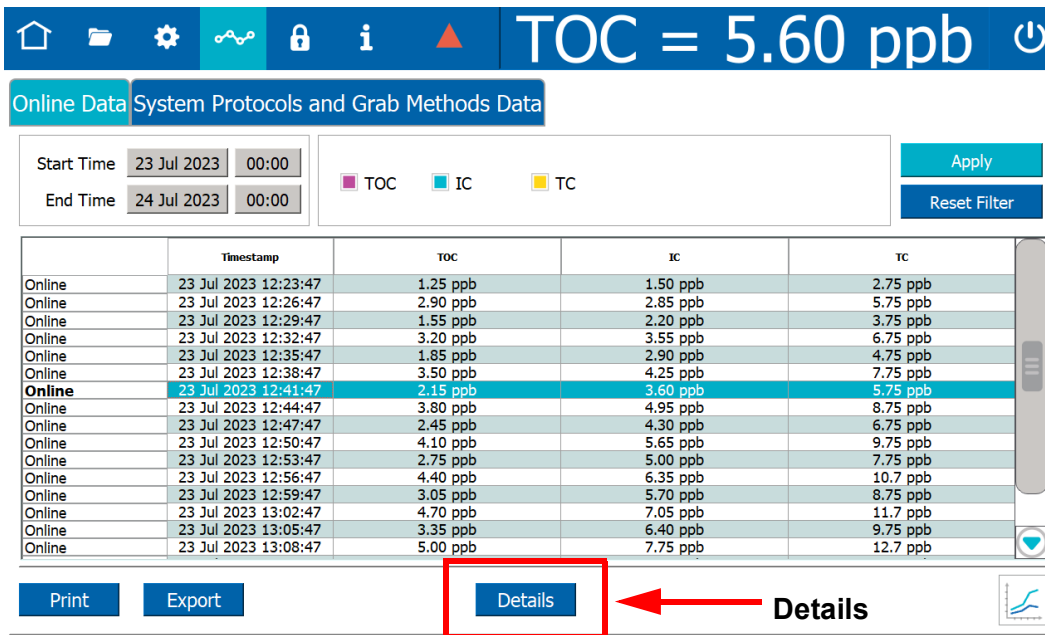 TOC = 5.60 ppb
Online Data System Protocols and Grab Methods Data
Start Time 23 Jul 2023 00:00
End Time 24 Jul 2023 00:00
TOC IC TC
Apply
Reset Filter
Timestamp TOC IC TC
Online 23 Jul 2023 12:23:47 1.25 ppb 1.50 ppb 2.75 ppb
Online 23 Jul 2023 12:26:47 2.90 ppb 2.85 ppb 5.75 ppb
Online 23 Jul 2023 12:29:47 1.55 ppb 2.20 ppb 3.75 ppb
Online 23 Jul 2023 12:32:47 3.20 ppb 3.55 ppb 6.75 ppb
Online 23 Jul 2023 12:35:47 1.85 ppb 2.90 ppb 4.75 ppb
Online 23 Jul 2023 12:38:47 3.50 ppb 4.25 ppb 7.75 ppb
Online 23 Jul 2023 12:41:47 2.15 ppb 3.60 ppb 5.75 ppb
Online 23 Jul 2023 12:44:47 3.80 ppb 4.95 ppb 8.75 ppb
Online 23 Jul 2023 12:47:47 2.45 ppb 4.30 ppb 6.75 ppb
Online 23 Jul 2023 12:50:47 4.10 ppb 5.65 ppb 9.75 ppb
Online 23 Jul 2023 12:53:47 2.75 ppb 5.00 ppb 7.75 ppb
Online 23 Jul 2023 12:56:47 4.40 ppb 6.35 ppb 10.7 ppb
Online 23 Jul 2023 12:59:47 3.05 ppb 5.70 ppb 8.75 ppb
Online 23 Jul 2023 13:02:47 4.70 ppb 7.05 ppb 11.7 ppb
Online 23 Jul 2023 13:05:47 3.35 ppb 6.40 ppb 9.75 ppb
Online 23 Jul 2023 13:08:47 5.00 ppb 7.75 ppb 12.7 ppb
Print Export Details Details